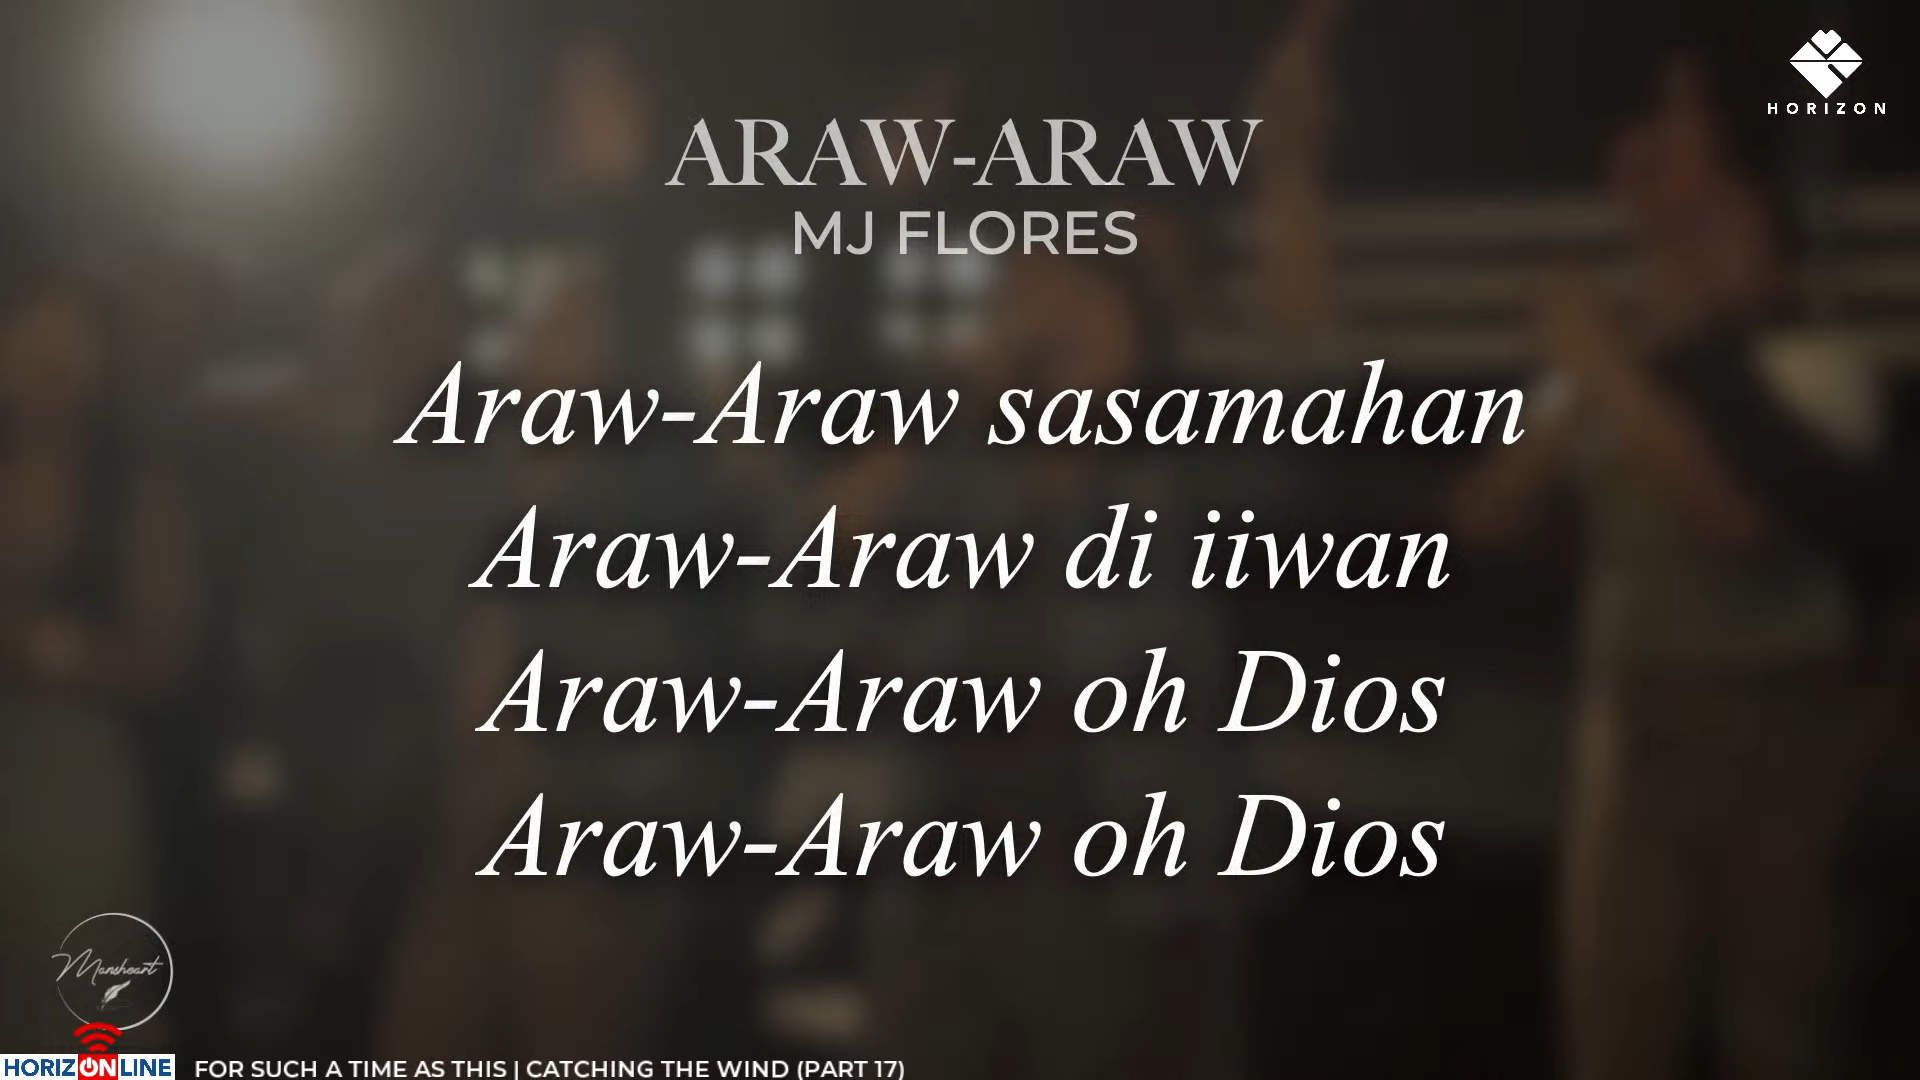 HORIZON
ARAW-ARAW
MJ FLORES
Araw-Araw sasamahan
Araw-Araw di iiwan
Araw-Araw oh Dios
Araw-Araw oh Dios
Mansheart
HORIZONLINE
FOR SUCH A TIME AS THIS | CATCHING THE WIND (PART 17)